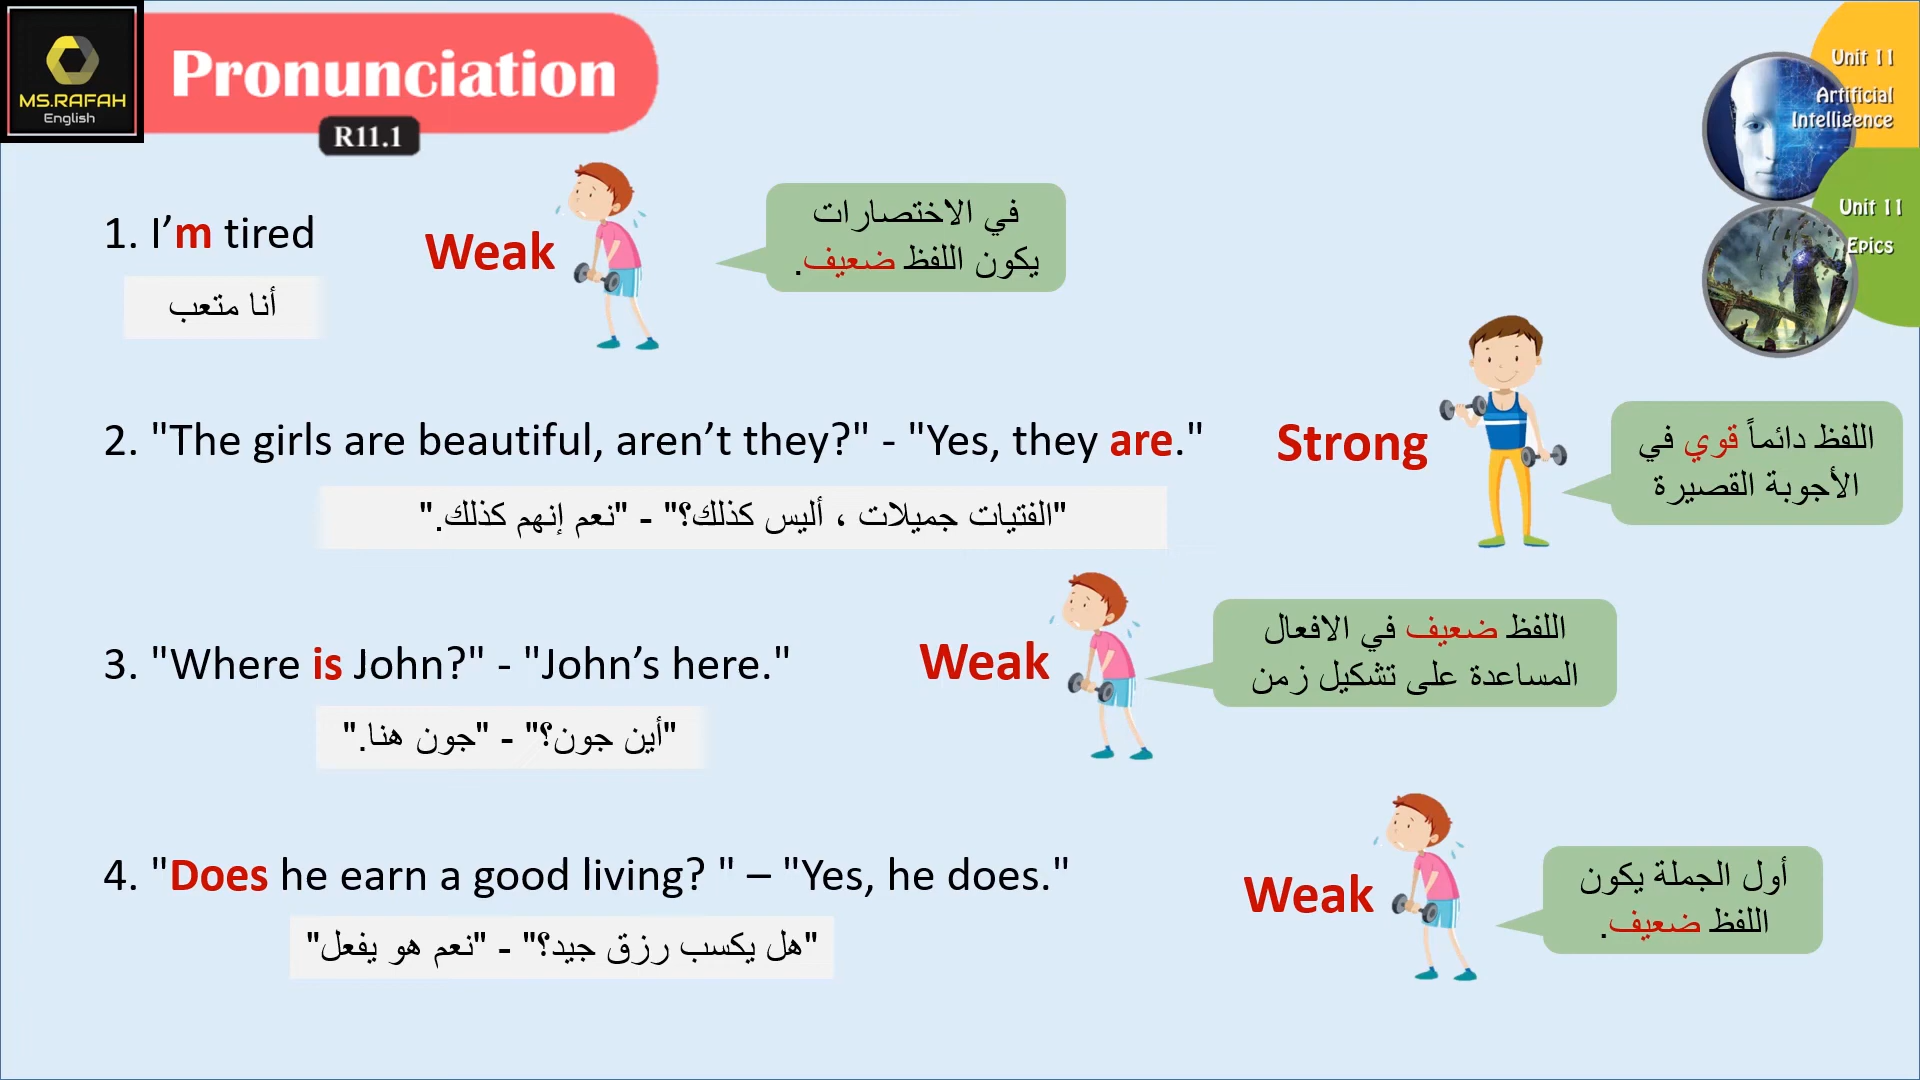 MS.RAFAH
English
Pronunciation
R11.1
Unit 11
Artificial
Intelligence
Unit 11
Epics
1. I’m tired
أنا متعب
Weak
في الاختصارات
يكون اللفظ ضعيف.
2. "The girls are beautiful, aren’t they?" - "Yes, they are."
"الفتيات جميلات ، أليس كذلك؟" - "نعم إنهم كذلك."
Strong
اللفظ دائماً قوي في
الأجوبة القصيرة
3. "Where is John?" - "John’s here."
"أين جون؟" - "جون هنا."
Weak
اللفظ ضعيف في الافعال
المساعدة على تشكيل زمن
4. "Does he earn a good living? " – "Yes, he does."
"هل يكسب رزق جيد؟" - "نعم هو يفعل"
Weak
أول الجملة يكون
اللفظ ضعيف.